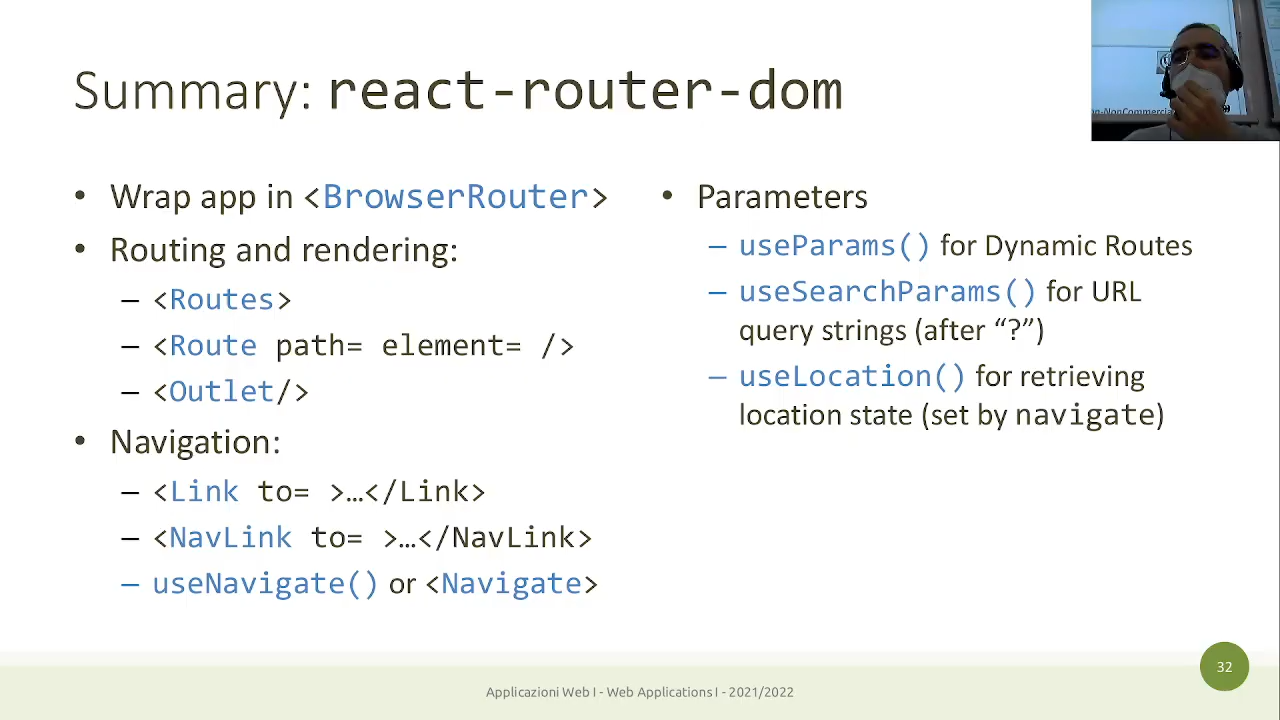 Summary: react-router-dom
• Wrap app in <BrowserRouter>
• Routing and rendering:
– <Routes>
– <Route path= element= />
– <Outlet/>
• Navigation:
– <Link to= >…</Link>
– <NavLink to= >…</NavLink>
– useNavigate() or <Navigate>
• Parameters
– useParams() for Dynamic Routes
– useSearchParams() for URL
query strings (after “?”)
– useLocation() for retrieving
location state (set by navigate)
on-NonCommercia
32
Applicazioni Web I - Web Applications I - 2021/2022